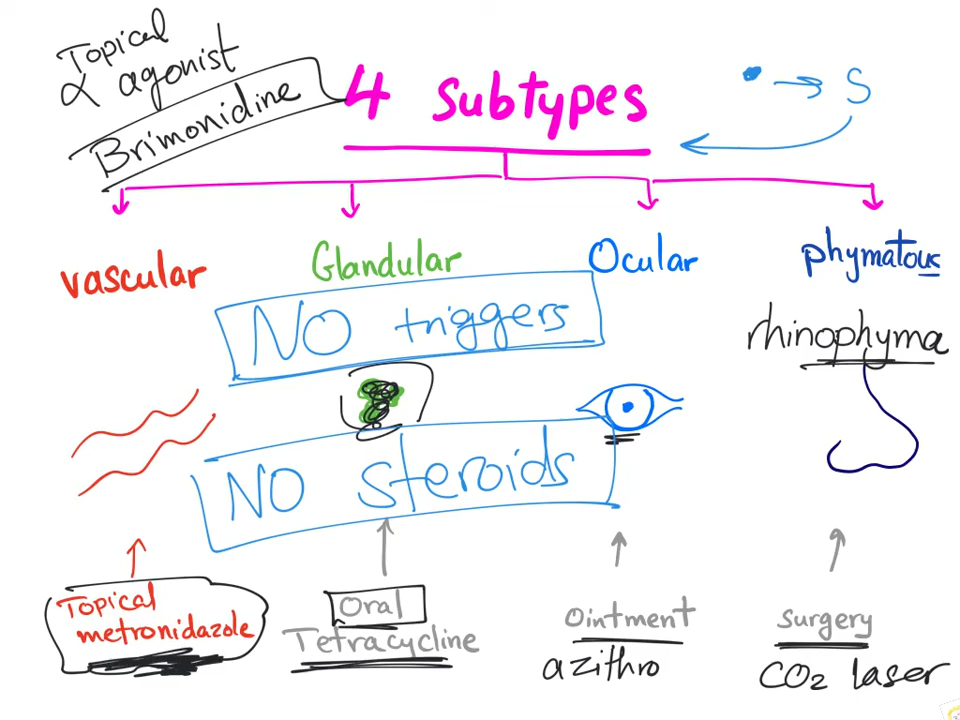 Topical
α agonist
Brimonidine
4 Subtypes
S
vascular
Glandular
Ocular
phymatous
NO triggers
rhinophyma
NO steroids
Topical
metronidazole
Oral
Tetracycline
Ointment
azithro
Surgery
CO2 laser